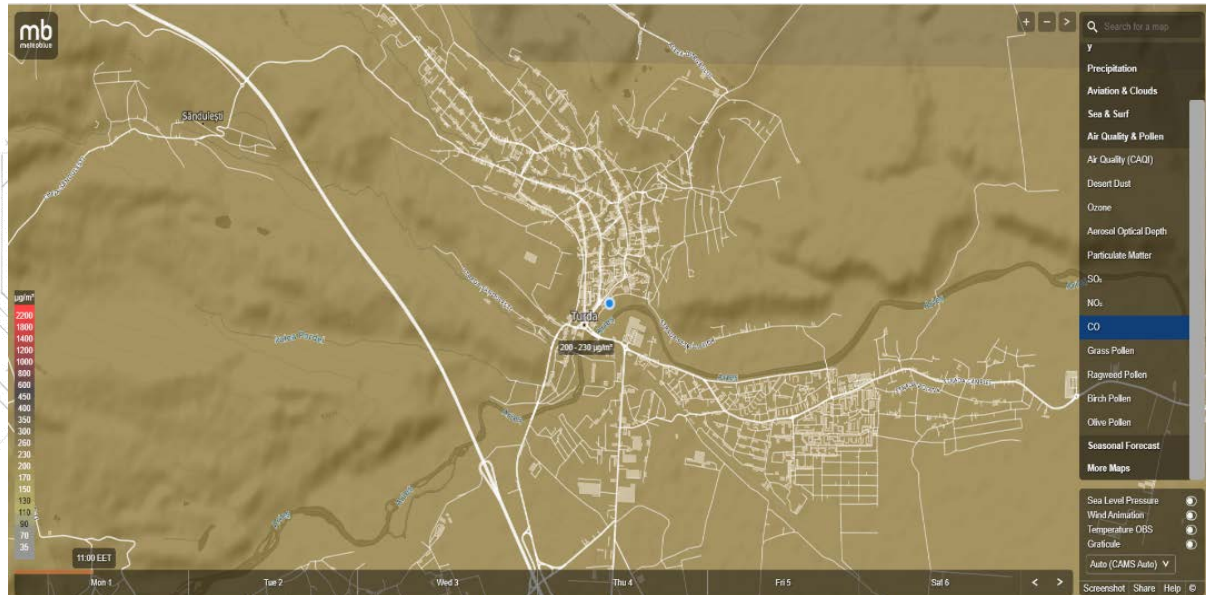 mb
meteoblue
+ − >
Search for a map
y
Precipitation
Aviation & Clouds
Sea & Surf
Air Quality & Pollen
Air Quality (CAQI)
Desert Dust
Ozone
Aerosol Optical Depth
Particulate Matter
SO₂
NO₂
CO
Grass Pollen
Ragweed Pollen
Birch Pollen
Olive Pollen
Seasonal Forecast
More Maps
Sea Level Pressure
Wind Animation
Temperature OBS
Graticule
Auto (CAMS Auto)
Screenshot Share Help ©
Săndulești
Turda
200 - 230 µg/m³
Arieș
Arieș
Arieș
Arieș
µg/m³
2200
1800
1400
1200
1000
800
600
450
400
350
300
260
230
200
170
150
130
110
90
70
35
11:00 EET
Mon 1
Tue 2
Wed 3
Thu 4
Fri 5
Sat 6
< >